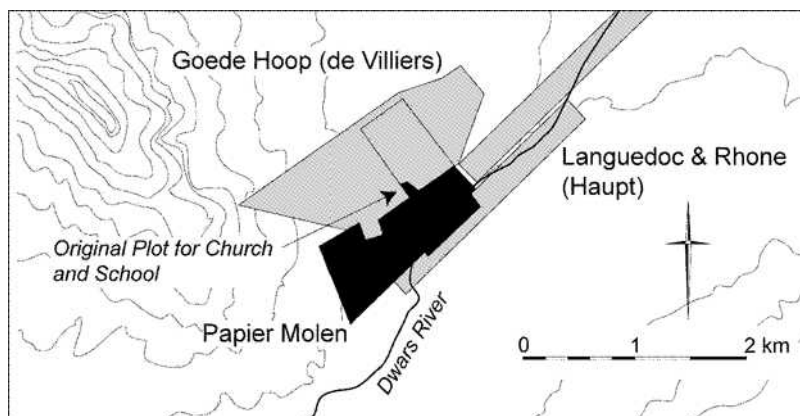 Goede Hoop (de Villiers)
Languedoc & Rhone
(Haupt)
Original Plot for Church
and School
Papier Molen
Dwars River
0 1 2 km